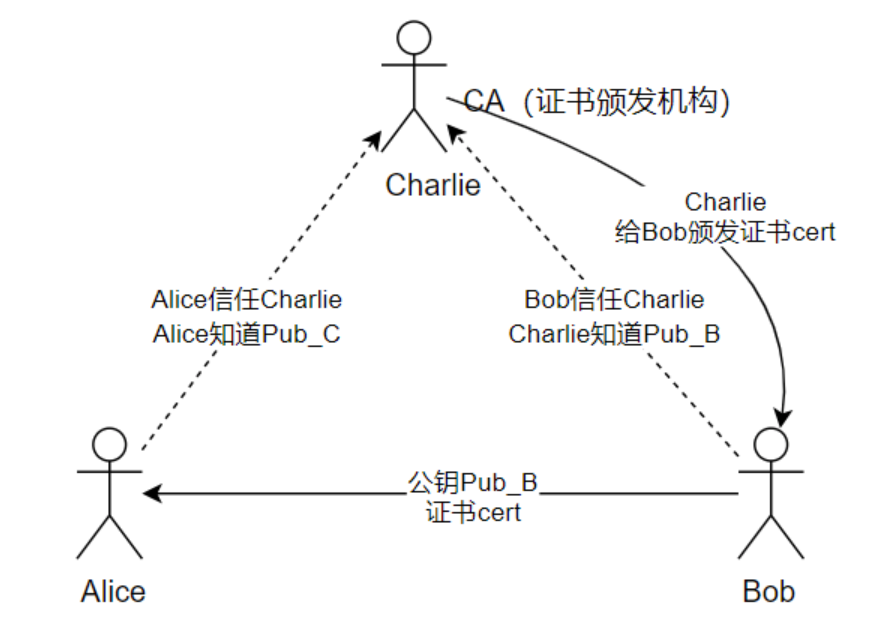 CA（证书颁发机构）
Charlie
Charlie
给Bob颁发证书cert
Alice信任Charlie
Alice知道Pub_C
Bob信任Charlie
Charlie知道Pub_B
公钥Pub_B
证书cert
Alice
Bob